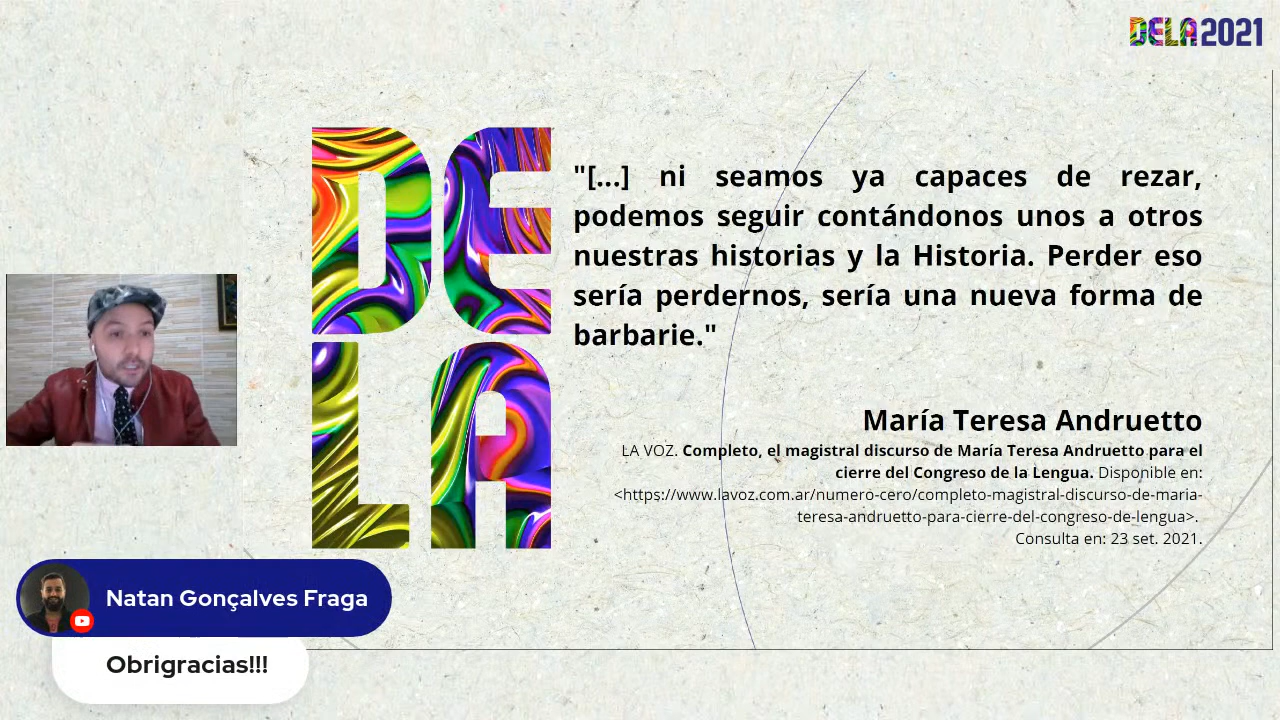 DELA 2021
DE
LA
"[...] ni seamos ya capaces de rezar,
podemos seguir contándonos unos a otros
nuestras historias y la Historia. Perder eso
sería perdernos, sería una nueva forma de
barbarie."
María Teresa Andruetto
LA VOZ. Completo, el magistral discurso de María Teresa Andruetto para el
cierre del Congreso de la Lengua. Disponible en:
<https://www.lavoz.com.ar/numero-cero/completo-magistral-discurso-de-maria-
teresa-andruetto-para-cierre-del-congreso-de-lengua>.
Consulta en: 23 set. 2021.
Natan Gonçalves Fraga
Obrigracias!!!